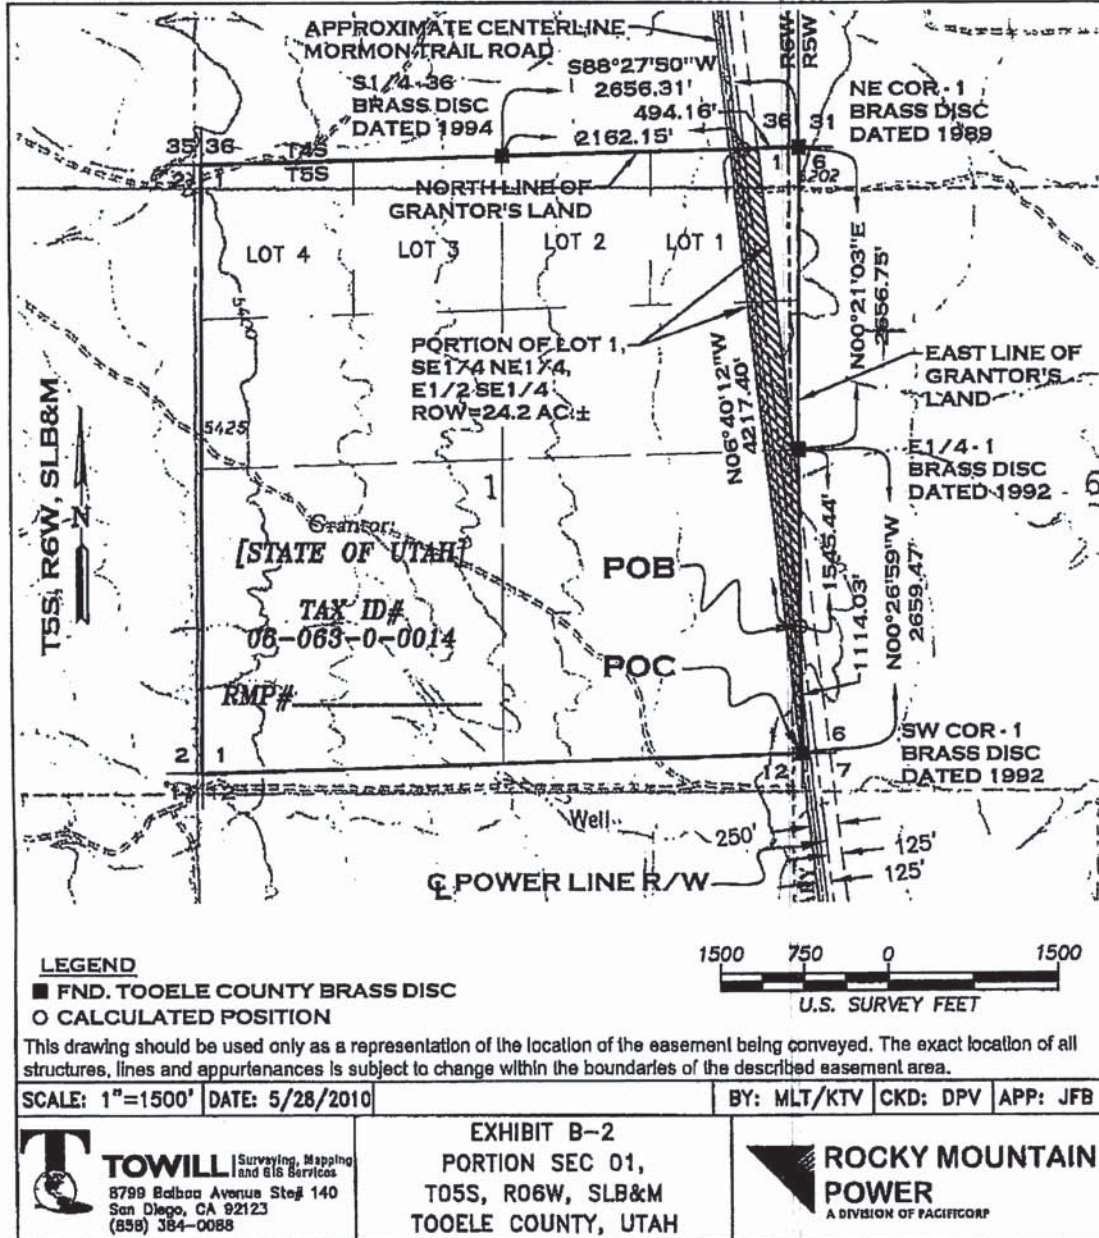 APPROXIMATE CENTERLINE
MORMON TRAIL ROAD
S1/4-36
BRASS DISC
DATED 1994
S88°27'50"W
2656.31'
494.16'
2162.15'
R6W
R5W
NE COR-1
BRASS DISC
DATED 1989
36
31
35
36
T4S
T5S
2
1
1
6
5202
NORTH LINE OF
GRANTOR'S LAND
LOT 4
LOT 3
LOT 2
LOT 1
5400
5425
N00°21'03"E
2656.75'
PORTION OF LOT 1,
SE1/4 NE1/4,
E1/2 SE1/4
ROW=24.2 AC.±
N06°40'12"W
4217.40'
EAST LINE OF
GRANTOR'S
LAND
E1/4-1
BRASS DISC
DATED 1992
6
T5S, R6W, SLB&M
N
1
Grantor:
[STATE OF UTAH]
TAX ID#
06-063-0-0014
RMP#
POB
POC
1545.44'
1114.03'
N00°26'59"W
2659.47'
SW COR-1
BRASS DISC
DATED 1992
2
1
6
12
7
Well
250'
125'
125'
℄ POWER LINE R/W
LEGEND
■ FND. TOOELE COUNTY BRASS DISC
O CALCULATED POSITION
1500 750 0 1500
U.S. SURVEY FEET
This drawing should be used only as a representation of the location of the easement being conveyed. The exact location of all
structures, lines and appurtenances is subject to change within the boundaries of the described easement area.
SCALE: 1"=1500' DATE: 5/28/2010 BY: MLT/KTV CKD: DPV APP: JFB
TOWILL Surveying, Mapping
and GIS Services
8799 Balboa Avenue Ste# 140
San Diego, CA 92123
(858) 384-0088
EXHIBIT B-2
PORTION SEC 01,
T05S, R06W, SLB&M
TOOELE COUNTY, UTAH
ROCKY MOUNTAIN
POWER
A DIVISION OF PACIFICORP